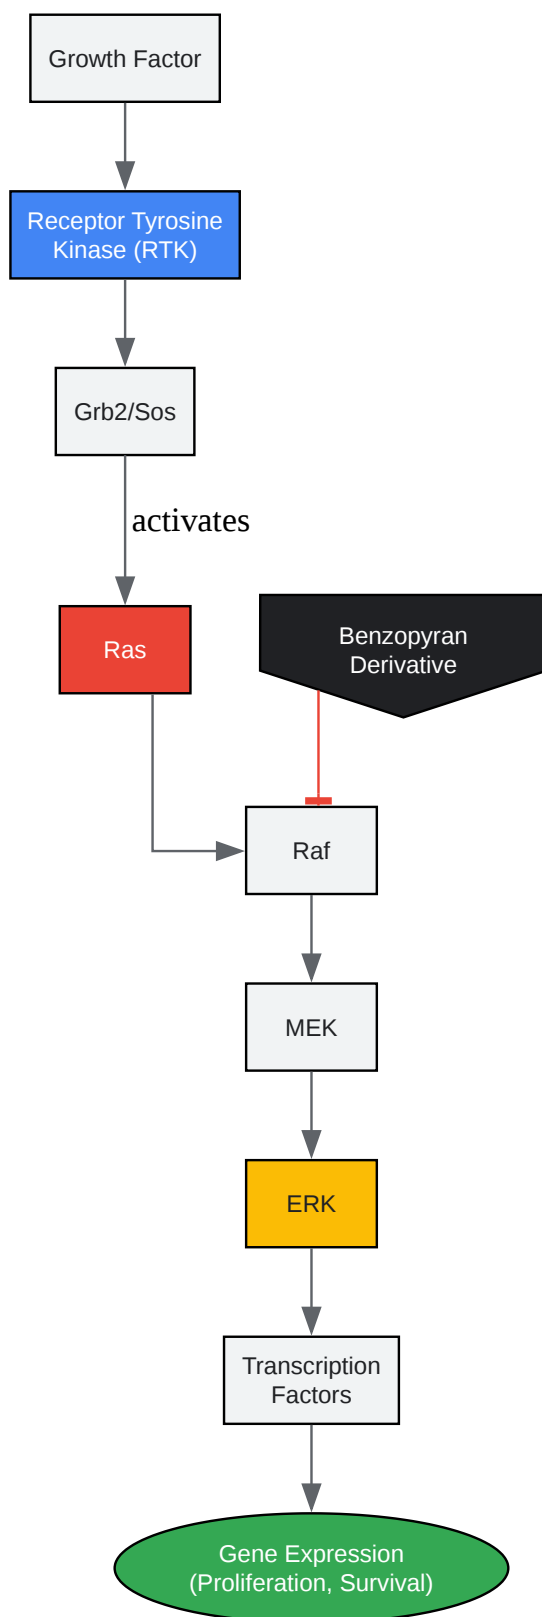 Growth Factor
Receptor Tyrosine
Kinase (RTK)
Grb2/Sos
activates
Ras
Benzopyran
Derivative
Raf
MEK
ERK
Transcription
Factors
Gene Expression
(Proliferation, Survival)